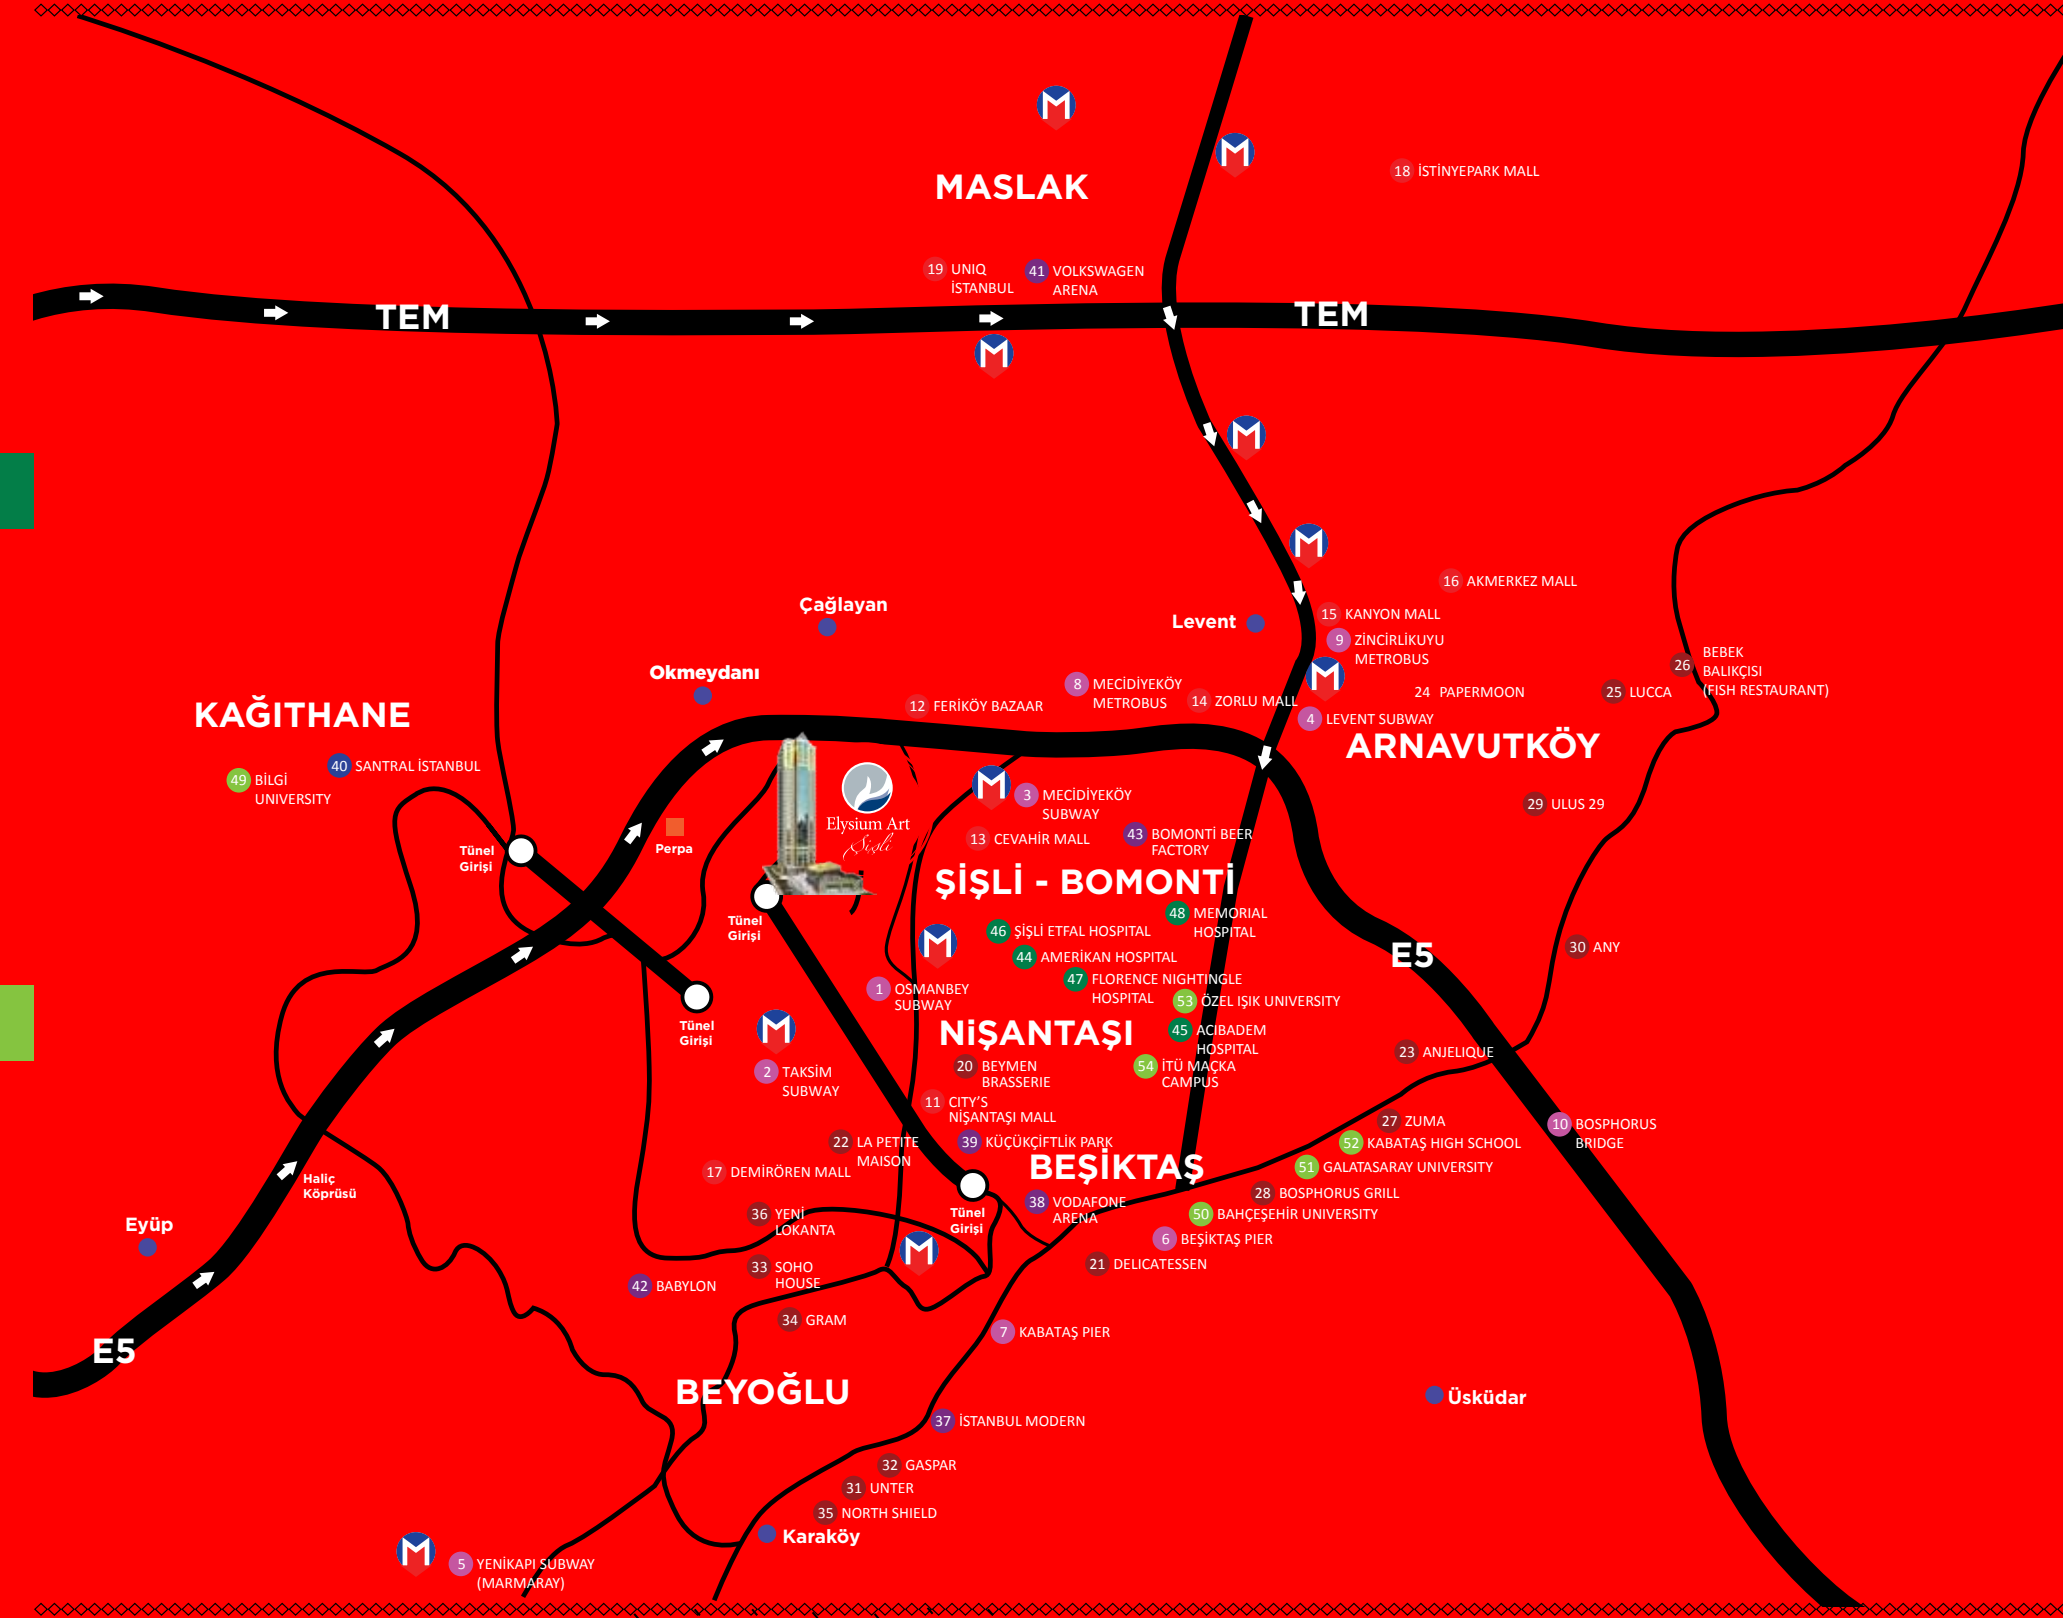 MASLAK
18 İSTİNYEPARK MALL
19 UNIQ
İSTANBUL
41 VOLKSWAGEN
ARENA
TEM
TEM
Çağlayan
Levent
16 AKMERKEZ MALL
15 KANYON MALL
9 ZİNCİRLİKUYU
METROBUS
Okmeydanı
8 MECİDİYEKÖY
METROBUS
14 ZORLU MALL
12 FERİKÖY BAZAAR
24 PAPERMOON
25 LUCCA
26 BEBEK
BALIKÇISI
(FISH RESTAURANT)
4 LEVENT SUBWAY
KAĞITHANE
ARNAVUTKÖY
40 SANTRAL İSTANBUL
49 BİLGİ
UNIVERSITY
3 MECİDİYEKÖY
SUBWAY
29 ULUS 29
Elysium Art
Şişli
13 CEVAHİR MALL
43 BOMONTİ BEER
FACTORY
Perpa
Tünel
Girişi
ŞİŞLİ - BOMONTİ
48 MEMORIAL
HOSPITAL
Tünel
Girişi
46 ŞİŞLİ ETFAL HOSPITAL
44 AMERİKAN HOSPITAL
E5
30 ANY
47 FLORENCE NIGHTINGLE
HOSPITAL
1 OSMANBEY
SUBWAY
53 ÖZEL IŞIK UNIVERSITY
Tünel
Girişi
NiŞANTAŞI
45 ACIBADEM
HOSPITAL
23 ANJELIQUE
2 TAKSİM
SUBWAY
20 BEYMEN
BRASSERIE
54 İTÜ MAÇKA
CAMPUS
11 CITY'S
NİŞANTAŞI MALL
27 ZUMA
10 BOSPHORUS
BRIDGE
22 LA PETITE
MAISON
39 KÜÇÜKÇİFTLİK PARK
52 KABATAŞ HIGH SCHOOL
17 DEMİRÖREN MALL
BEŞİKTAŞ
51 GALATASARAY UNIVERSITY
Haliç
Köprüsü
28 BOSPHORUS GRILL
38 VODAFONE
ARENA
36 YENİ
LOKANTA
Tünel
Girişi
50 BAHÇEŞEHİR UNIVERSITY
Eyüp
6 BEŞİKTAŞ PIER
33 SOHO
HOUSE
21 DELICATESSEN
42 BABYLON
34 GRAM
7 KABATAŞ PIER
E5
BEYOĞLU
Üsküdar
37 İSTANBUL MODERN
32 GASPAR
31 UNTER
35 NORTH SHIELD
Karaköy
5 YENİKAPI SUBWAY
(MARMARAY)